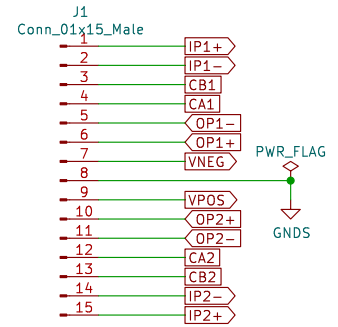 J1
Conn_01x15_Male
1 IP1+
2 IP1-
3 CB1
4 CA1
5 OP1-
6 OP1+
7 VNEG
PWR_FLAG
8
9 VPOS
10 OP2+
GNDS
11 OP2-
12 CA2
13 CB2
14 IP2-
15 IP2+